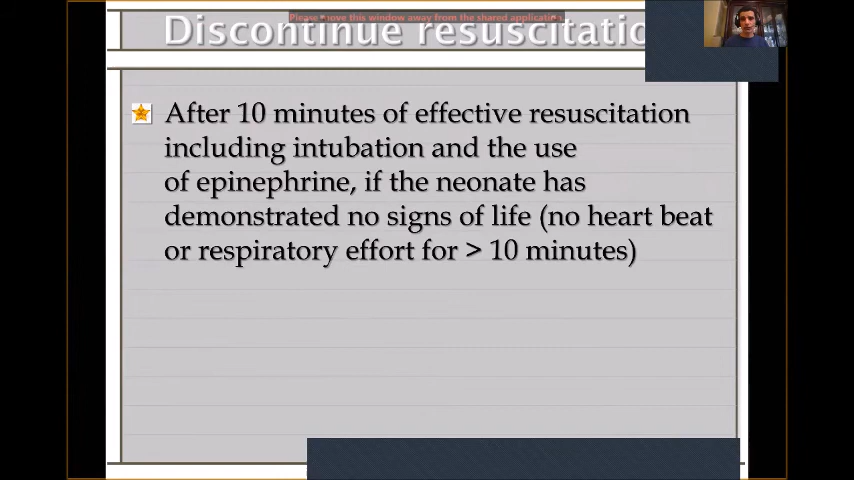 Please move this window away from the shared application
Discontinue resuscitatio
After 10 minutes of effective resuscitation
including intubation and the use
of epinephrine, if the neonate has
demonstrated no signs of life (no heart beat
or respiratory effort for > 10 minutes)